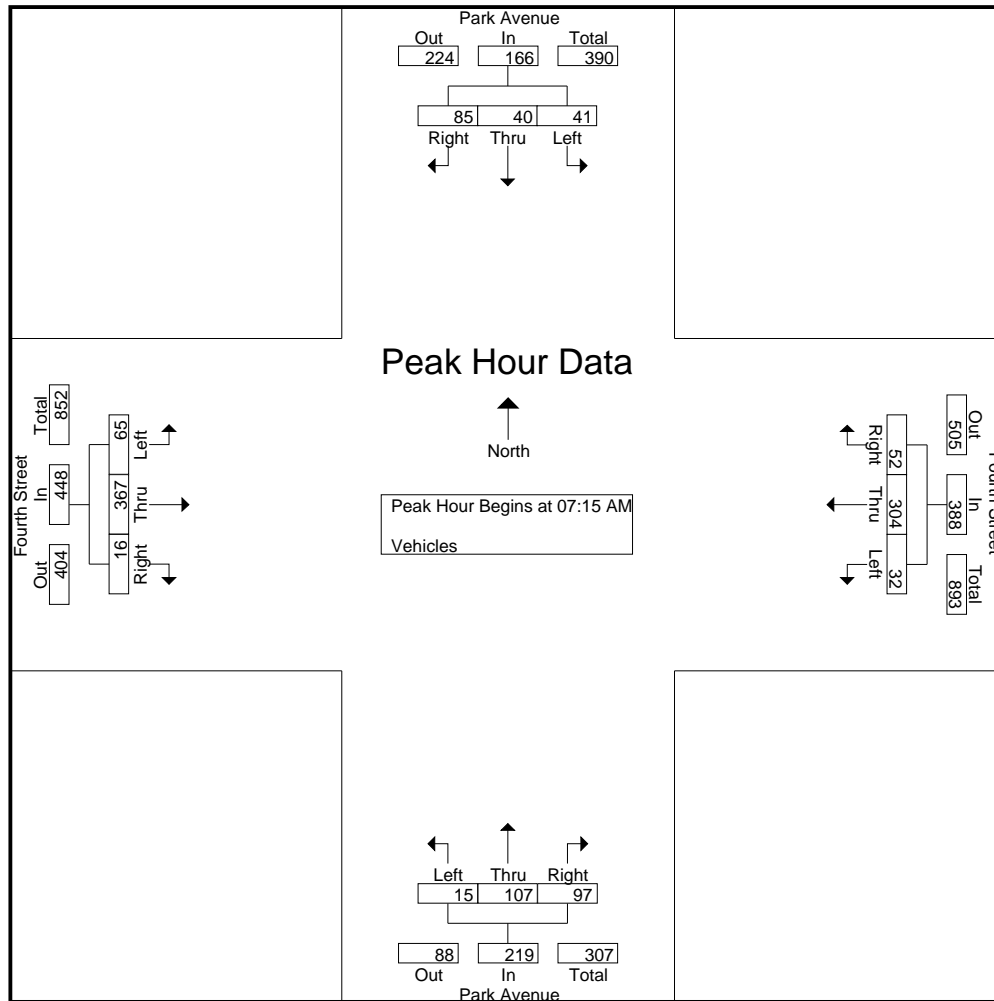 Park Avenue
Out In Total
224 166 390
85 40 41
Right Thru Left
Peak Hour Data
North
Peak Hour Begins at 07:15 AM
Vehicles
Fourth Street
Total In Out
852 448 404
65 367 16
Left Thru Right
Right Thru Left
52 304 32
Out In Total
505 388 893
Fourth Street
Left Thru Right
15 107 97
88 219 307
Out In Total
Park Avenue